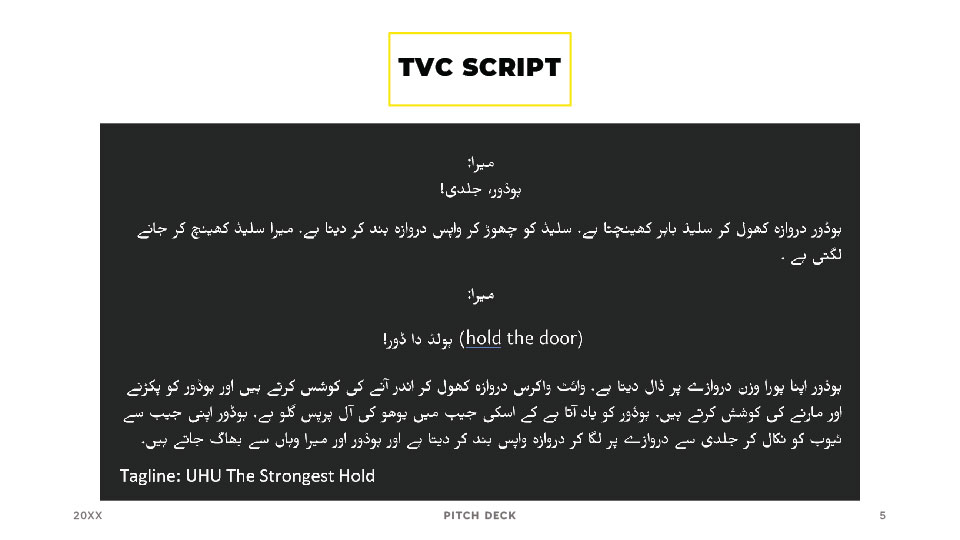 TVC SCRIPT
میرا:
ہوڈور، جلدی!
ہوڈور دروازہ کھول کر سلیڈ باہر کھینچتا ہے۔ سلیڈ کو چھوڑ کر واپس دروازہ بند کر دیتا ہے۔ میرا سلیڈ کھینچ کر جانے
لگتی ہے ۔
میرا:
ہولڈ دا ڈور! (hold the door)
ہوڈور اپنا پورا وزن دروازے پر ڈال دیتا ہے۔ وائٹ واکرس دروازہ کھول کر اندر آنے کی کوشس کرتے ہیں اور ہوڈور کو پکڑنے
اور مارنے کی کوشش کرتے ہیں۔ ہوڈور کو یاد آتا ہے کے اسکی جیب میں یوھو کی آل پرپس گلو ہے۔ ہوڈور اپنی جیب سے
ٹیوب کو نکال کر جلدی سے دروازے پر لگا کر دروازہ واپس بند کر دیتا ہے اور ہوڈور اور میرا وہاں سے بھاگ جاتے ہیں۔
Tagline: UHU The Strongest Hold
20XX
PITCH DECK
5